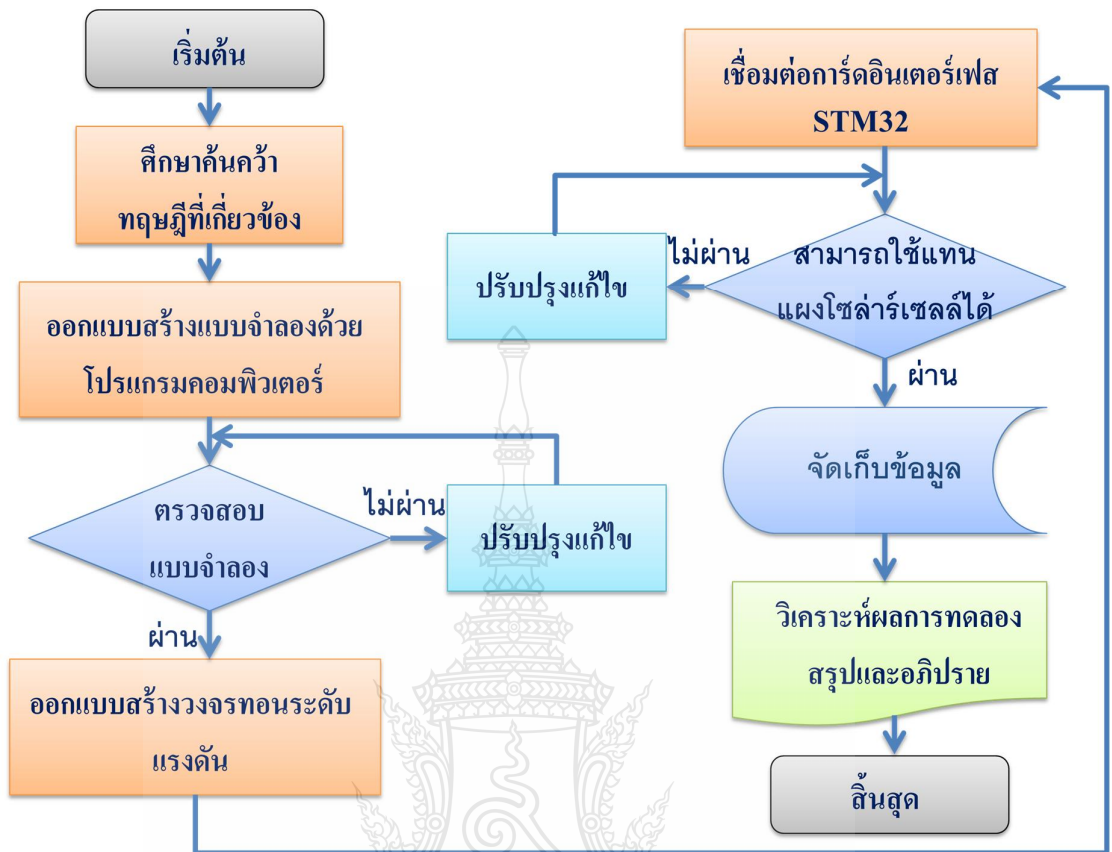 เริ่มต้น
ศึกษาค้นคว้า
ทฤษฎีที่เกี่ยวข้อง
ออกแบบสร้างแบบจำลองด้วย
โปรแกรมคอมพิวเตอร์
ตรวจสอบ
แบบจำลอง
ไม่ผ่าน
ปรับปรุงแก้ไข
ผ่าน
ออกแบบสร้างวงจรทอนระดับ
แรงดัน
เชื่อมต่อการ์ดอินเตอร์เฟส
STM32
สามารถใช้แทน
แผงโซล่าร์เซลล์ได้
ไม่ผ่าน
ปรับปรุงแก้ไข
ผ่าน
จัดเก็บข้อมูล
วิเคราะห์ผลการทดลอง
สรุปและอภิปราย
สิ้นสุด